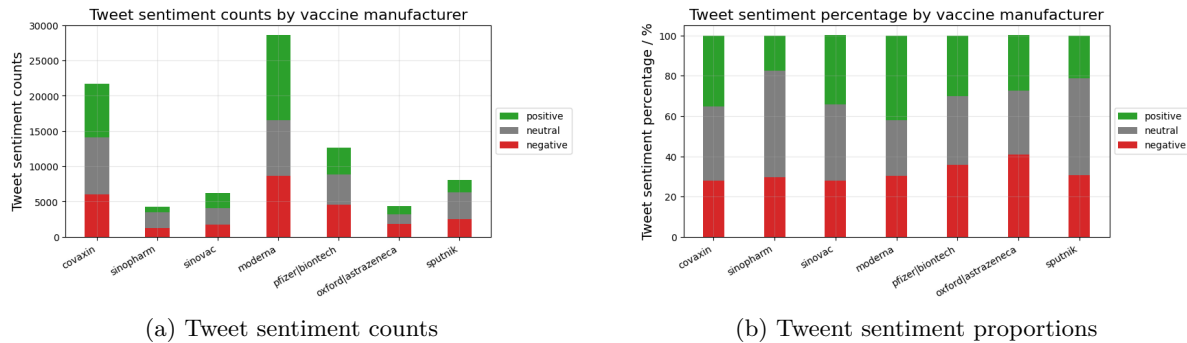 Tweet sentiment counts by vaccine manufacturer
30000
25000
20000
15000
10000
5000
0
Tweet sentiment counts
covaxin
sinopharm
sinovac
moderna
pfizer|biontech
oxford|astrazeneca
sputnik
positive
neutral
negative
(a) Tweet sentiment counts
Tweet sentiment percentage by vaccine manufacturer
100
80
60
40
20
0
Tweet sentiment percentage / %
covaxin
sinopharm
sinovac
moderna
pfizer|biontech
oxford|astrazeneca
sputnik
positive
neutral
negative
(b) Tweent sentiment proportions